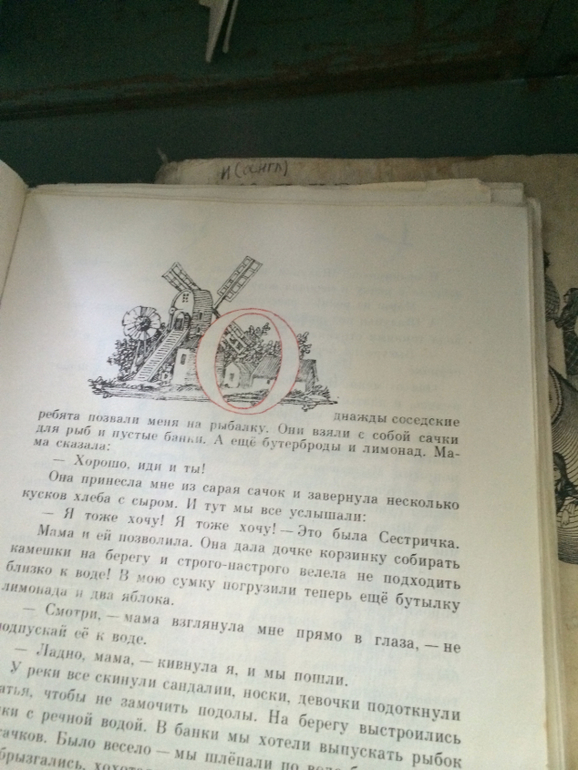 И (ОНГЛ)
Однажды соседские
ребята позвали меня на рыбалку. Они взяли с собой сачки
для рыб и пустые банки. А ещё бутерброды и лимонад. Ма-
ма сказала:
— Хорошо, иди и ты!
Она принесла мне из сарая сачок и завернула несколько
кусков хлеба с сыром. И тут мы все услышали:
— Я тоже хочу! Я тоже хочу! — Это была Сестричка.
Мама и ей позволила. Она дала дочке корзинку собирать
камешки на берегу и строго-настрого велела не подходить
близко к воде! В мою сумку погрузили теперь ещё бутылку
лимонада и два яблока.
— Смотри, — мама взглянула мне прямо в глаза, — не
подпускай её к воде.
— Ладно, мама, — кивнула я, и мы пошли.
У реки все скинули сандалии, носки, девочки подоткнули
атья, чтобы не замочить подолы. На берегу выстроились
ки с речной водой. В банки мы хотели выпускать рыбок
ачков. Было весело — мы шлёпали по воде
брызгались,